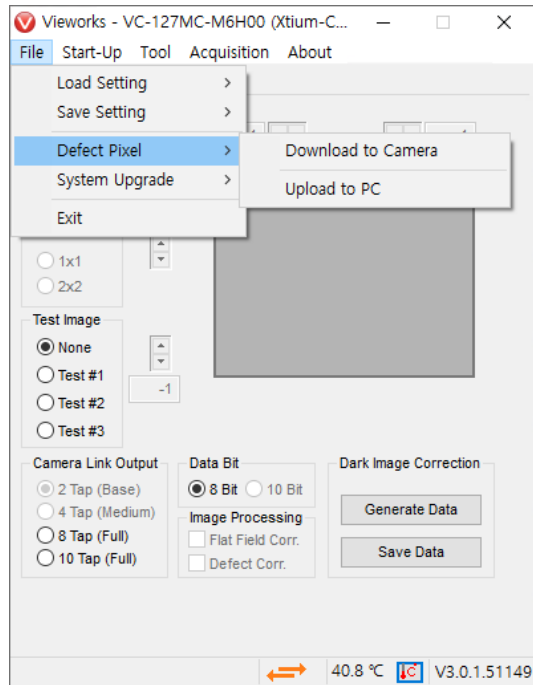 Vieworks - VC-127MC-M6H00 (Xtium-C...
File Start-Up Tool Acquisition About
Load Setting
Save Setting
Defect Pixel
Download to Camera
System Upgrade
Upload to PC
Exit
1x1
2x2
Test Image
None
Test #1
-1
Test #2
Test #3
Camera Link Output Data Bit Dark Image Correction
2 Tap (Base) 8 Bit 10 Bit
4 Tap (Medium) Image Processing Generate Data
8 Tap (Full) Flat Field Corr.
10 Tap (Full) Defect Corr. Save Data
40.8 ℃ V3.0.1.51149